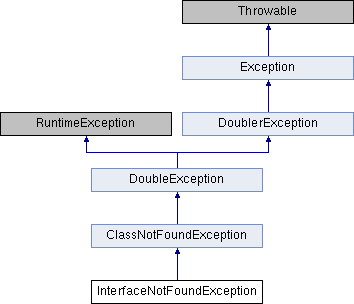 Throwable
Exception
RuntimeException
DoublerException
DoubleException
ClassNotFoundException
InterfaceNotFoundException